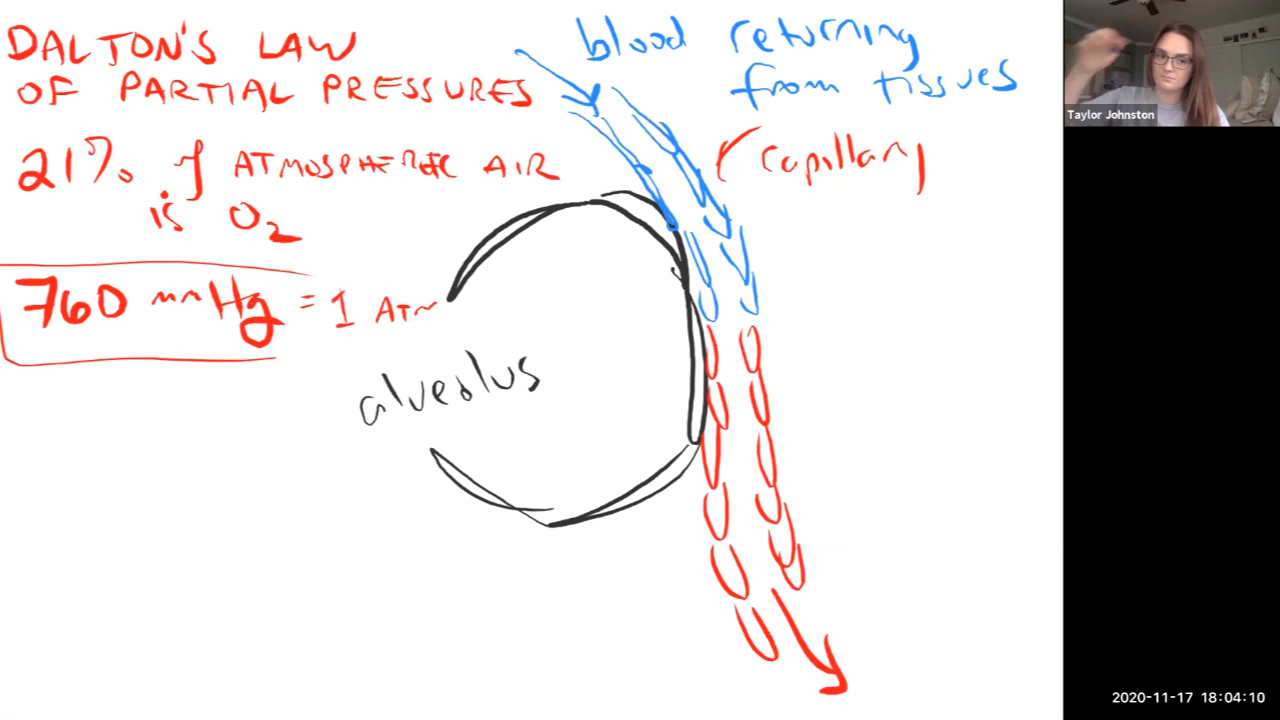 DALTON'S LAW
OF PARTIAL PRESSURES
21% of ATMOSPHERIC AIR
is O2
760 mmHg = 1 ATM
alveolus
blood returning
from tissues
capillary
Taylor Johnston
2020-11-17 18:04:10